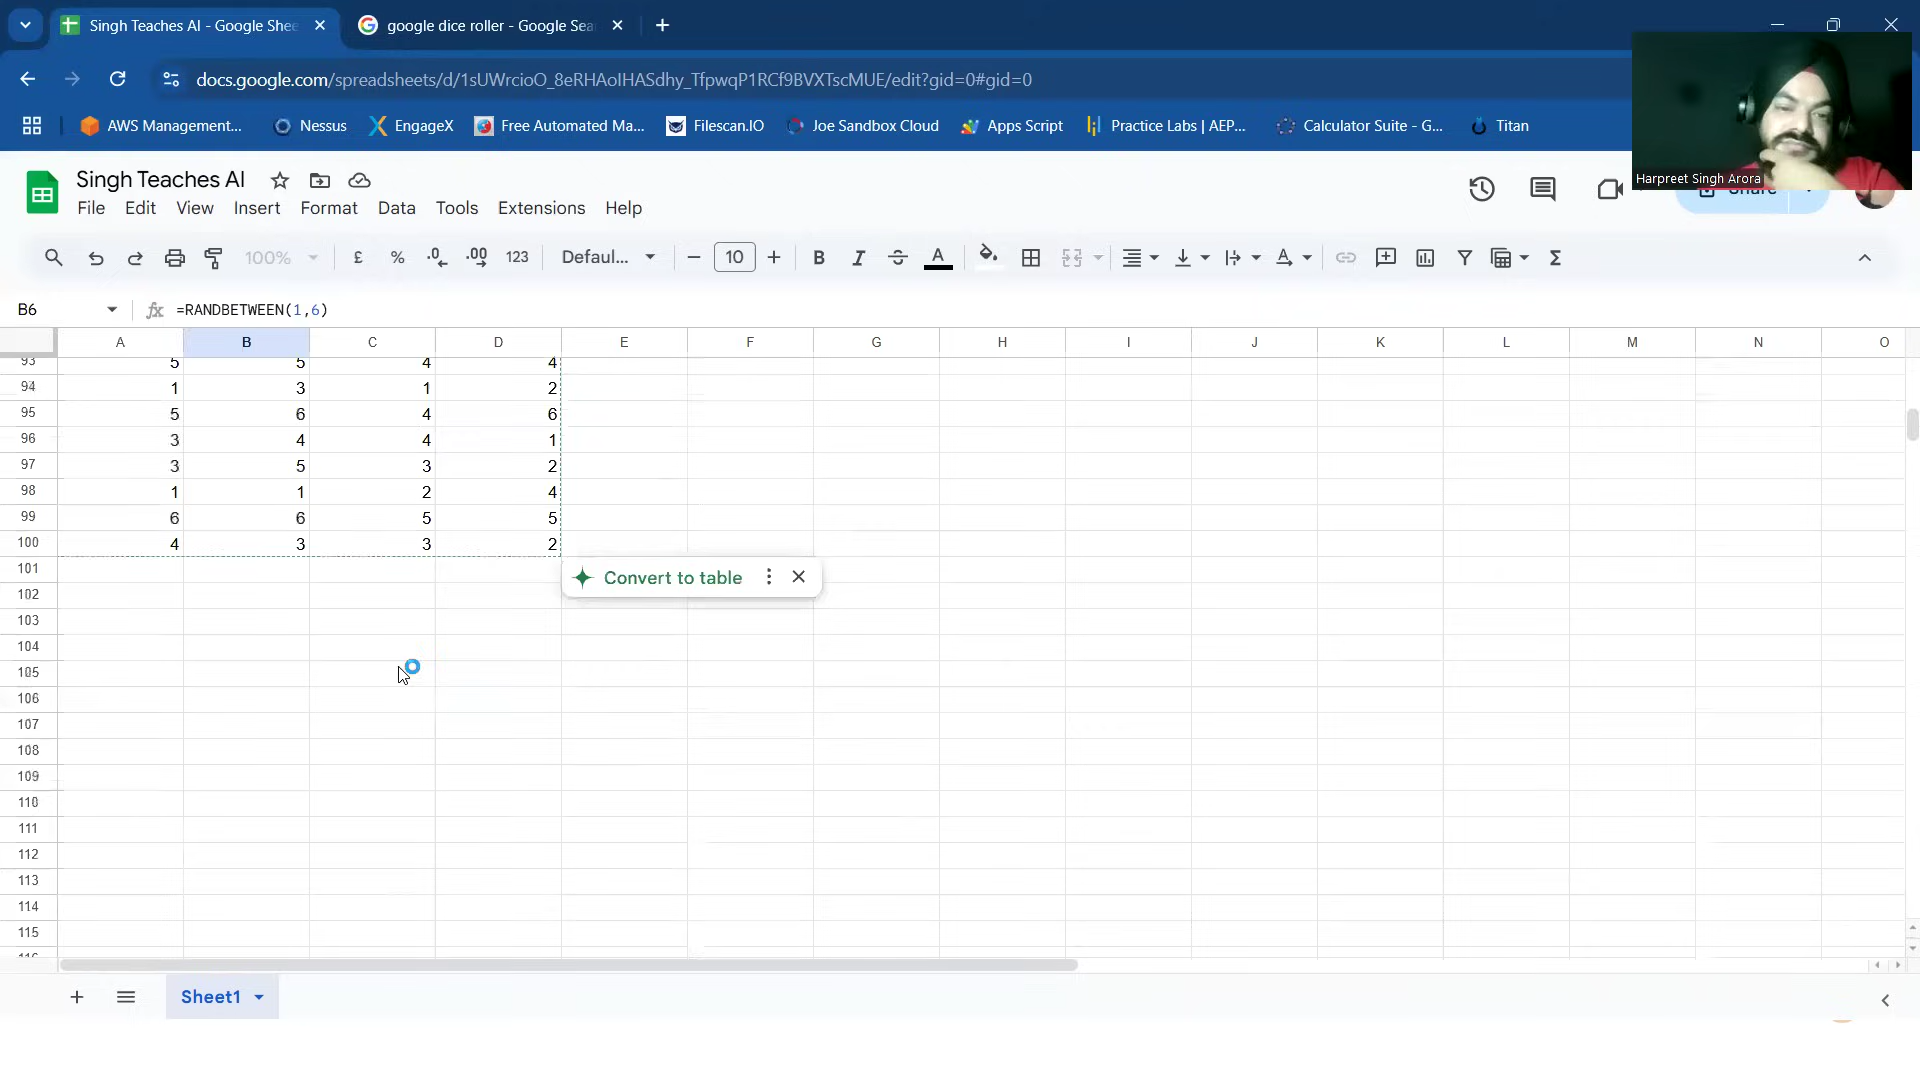 Singh Teaches AI - Google Shee
google dice roller - Google Sea
docs.google.com/spreadsheets/d/1sUWrcioO_8eRHAoIHASdhy_TfpwqP1RCf9BVXTscMUE/edit?gid=0#gid=0
AWS Management... Nessus EngageX Free Automated Ma... Filescan.IO Joe Sandbox Cloud Apps Script Practice Labs | AEP... Calculator Suite - G... Titan
Harpreet Singh Arora
Singh Teaches AI
Share
File Edit View Insert Format Data Tools Extensions Help
100% £ % .0 .00 123 Defaul... 10 B I S A
B6 fx =RANDBETWEEN(1,6)
A B C D E F G H I J K L M N O
93 5 5 4 4
94 1 3 1 2
95 5 6 4 6
96 3 4 4 1
97 3 5 3 2
98 1 1 2 4
99 6 6 5 5
100 4 3 3 2
101
Convert to table
102
103
104
105
106
107
108
109
110
111
112
113
114
115
116
Sheet1